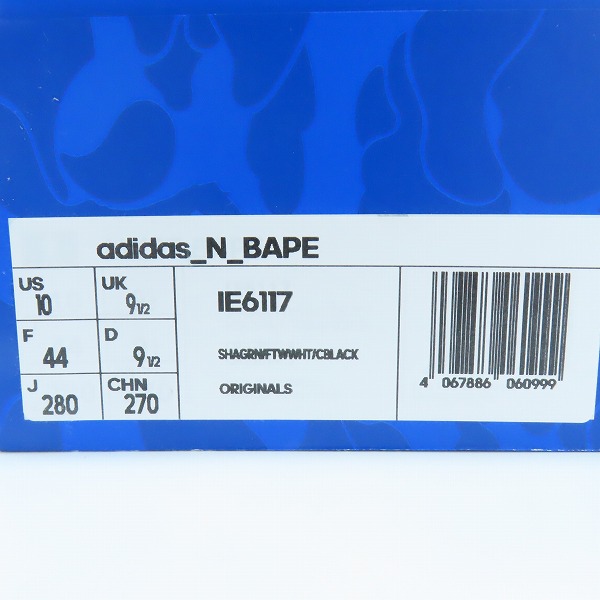 adidas_N_BAPE
US 10 UK 9 1/2
F 44 D 9 1/2
J 280 CHN 270
IE6117
SHAGRN/FTWWHT/CBLACK
ORIGINALS
4 067886 060999